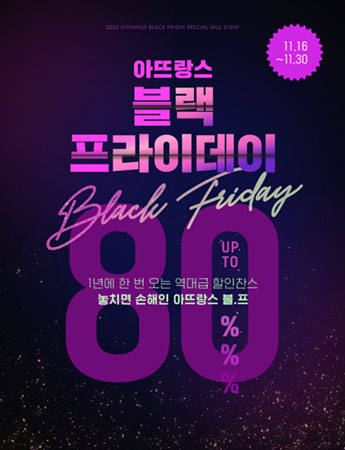 2020 ATTRANGS BLACK FRIDAY SPECIAL SALE EVENT
11.16
~11.30
아뜨랑스
블랙
프라이데이
Black Friday
80
UP
TO
1년에 한 번 오는 역대급 할인찬스
놓치면 손해인 아뜨랑스 블.프
%
%
%